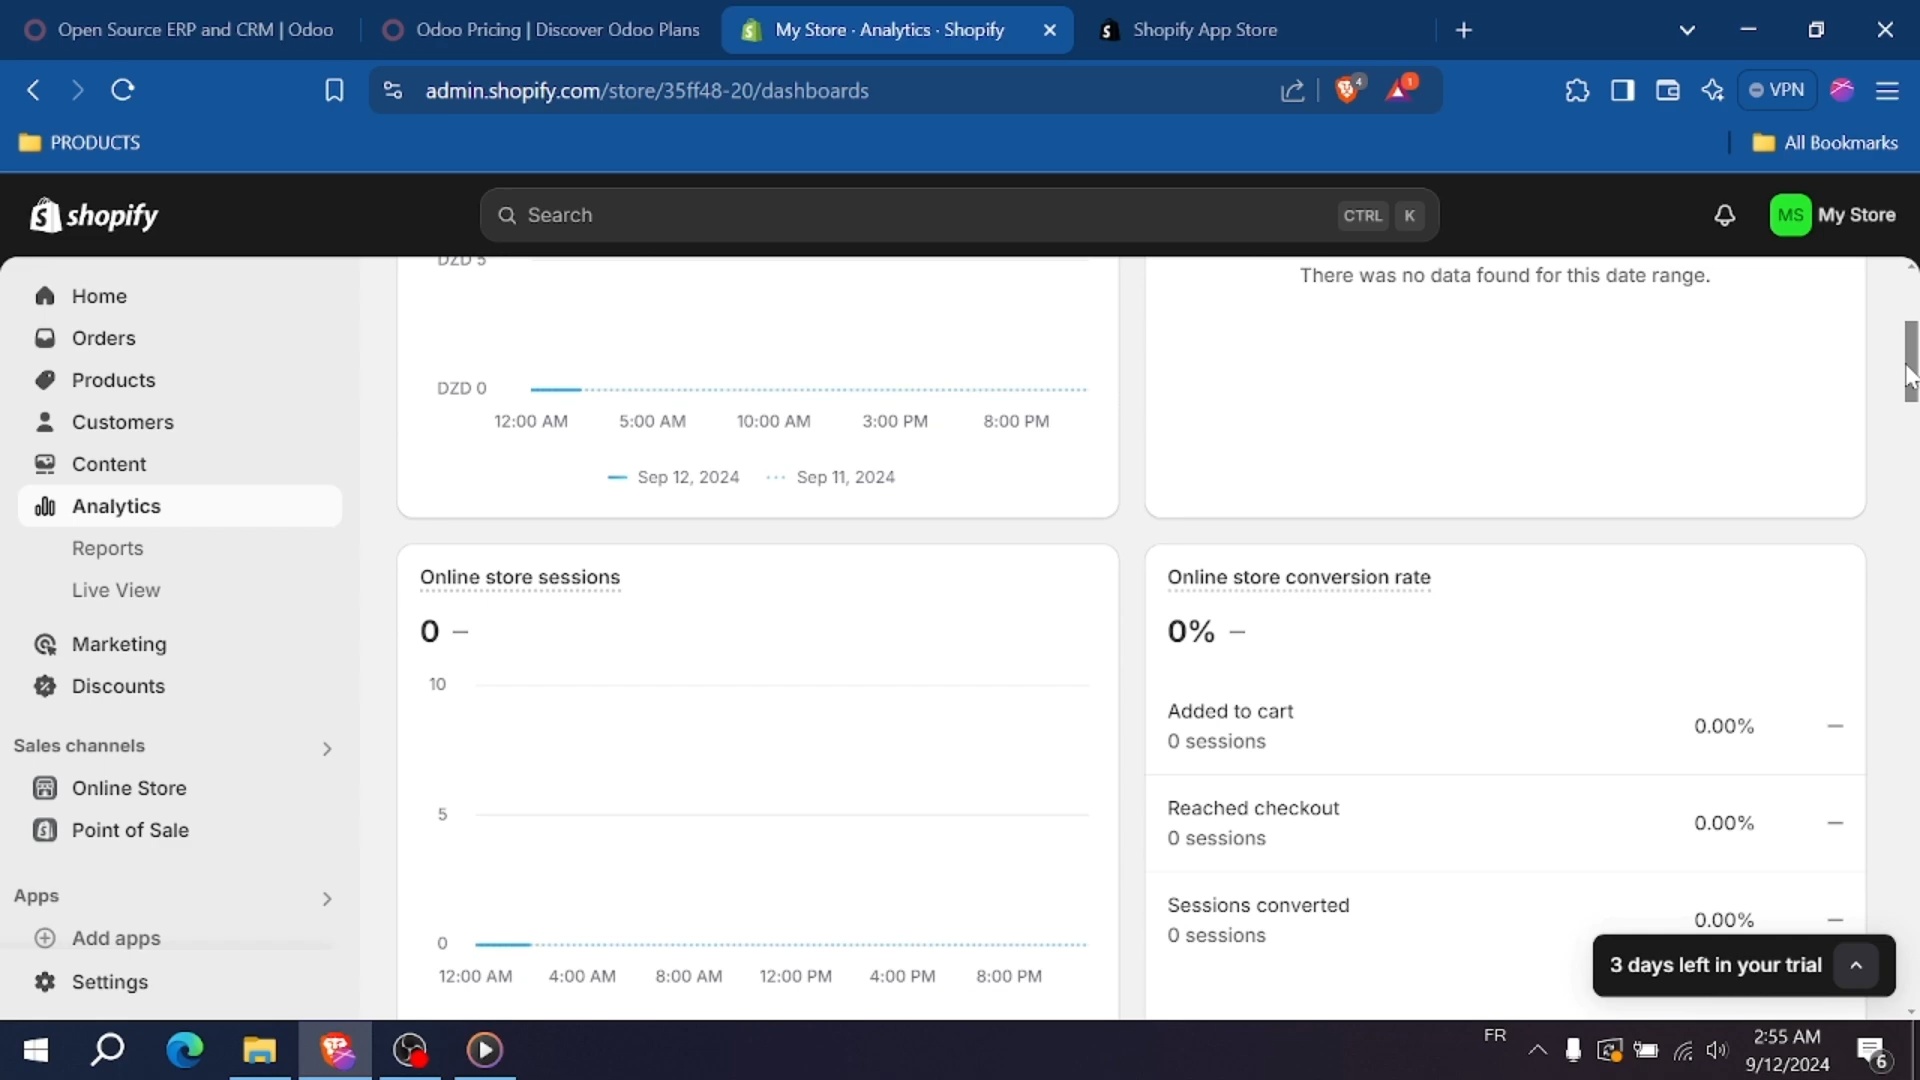 Open Source ERP and CRM | Odoo
Odoo Pricing | Discover Odoo Plans
My Store · Analytics · Shopify
Shopify App Store
admin.shopify.com/store/35ff48-20/dashboards
4
1
VPN
PRODUCTS
All Bookmarks
shopify
Search
CTRL K
MS My Store
Home
Orders
Products
Customers
Content
Analytics
Reports
Live View
Marketing
Discounts
Sales channels
Online Store
Point of Sale
Apps
Add apps
Settings
DZD 5
DZD 0
12:00 AM 5:00 AM 10:00 AM 3:00 PM 8:00 PM
Sep 12, 2024 Sep 11, 2024
There was no data found for this date range.
Online store sessions
0 —
10
5
0
12:00 AM 4:00 AM 8:00 AM 12:00 PM 4:00 PM 8:00 PM
Online store conversion rate
0% —
Added to cart
0 sessions
0.00% —
Reached checkout
0 sessions
0.00% —
Sessions converted
0 sessions
0.00% —
3 days left in your trial
FR
2:55 AM
9/12/2024
6